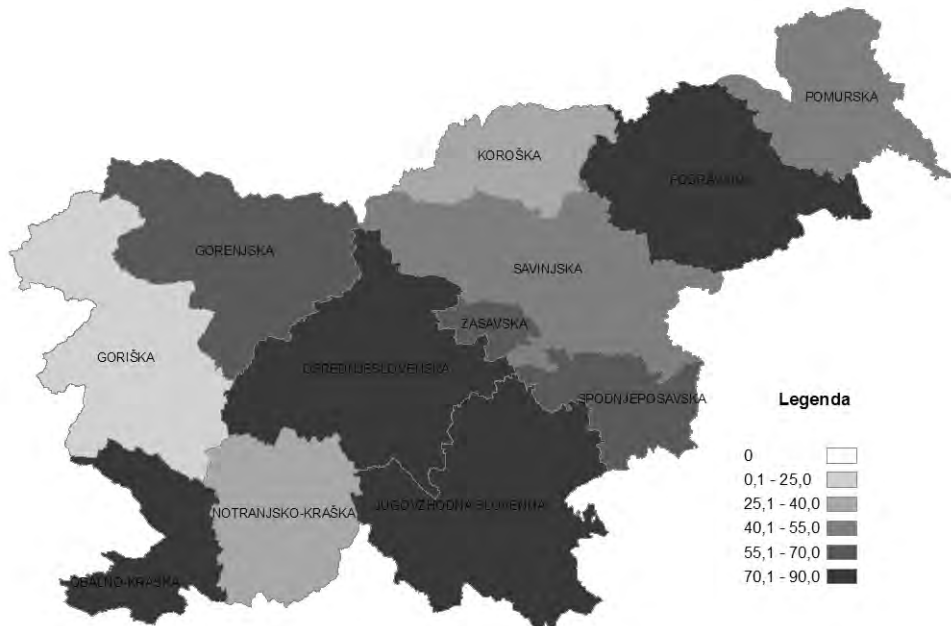 POMURSKA
KOROŠKA
PODRAVSKA
GORENJSKA
SAVINJSKA
ZASAVSKA
GORIŠKA
OSREDNJESLOVENSKA
SPODNJEPOSAVSKA
NOTRANJSKO-KRAŠKA
JUGOVZHODNA SLOVENIJA
OBALNO-KRAŠKA
Legenda
0
0,1 - 25,0
25,1 - 40,0
40,1 - 55,0
55,1 - 70,0
70,1 - 90,0